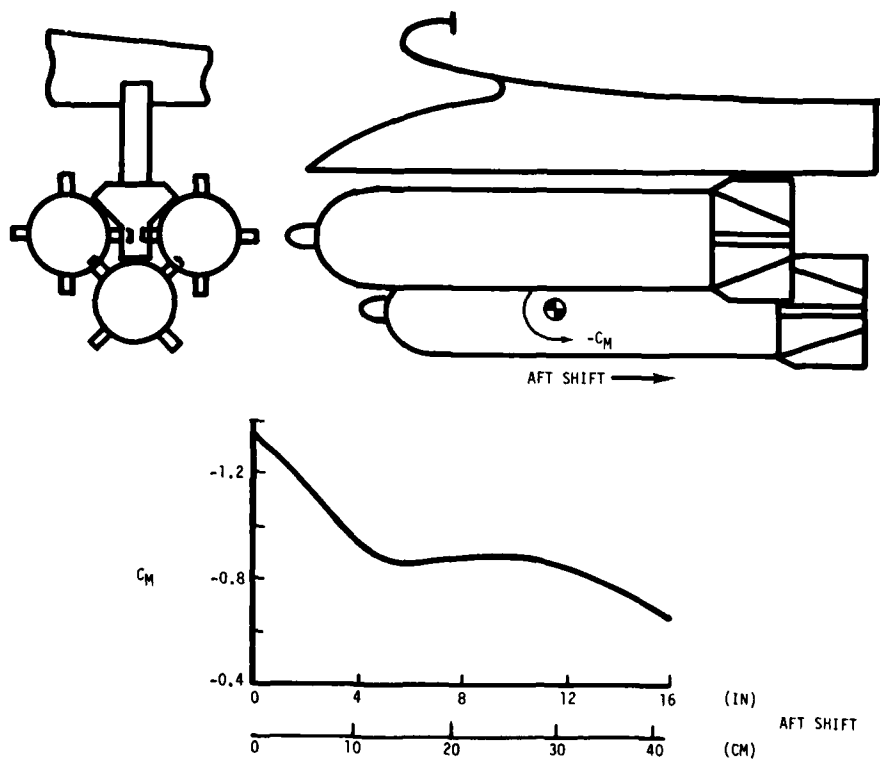 -C_M
AFT SHIFT
-1.2
C_M
-0.8
-0.4
0 4 8 12 16 (IN)
AFT SHIFT
0 10 20 30 40 (CM)